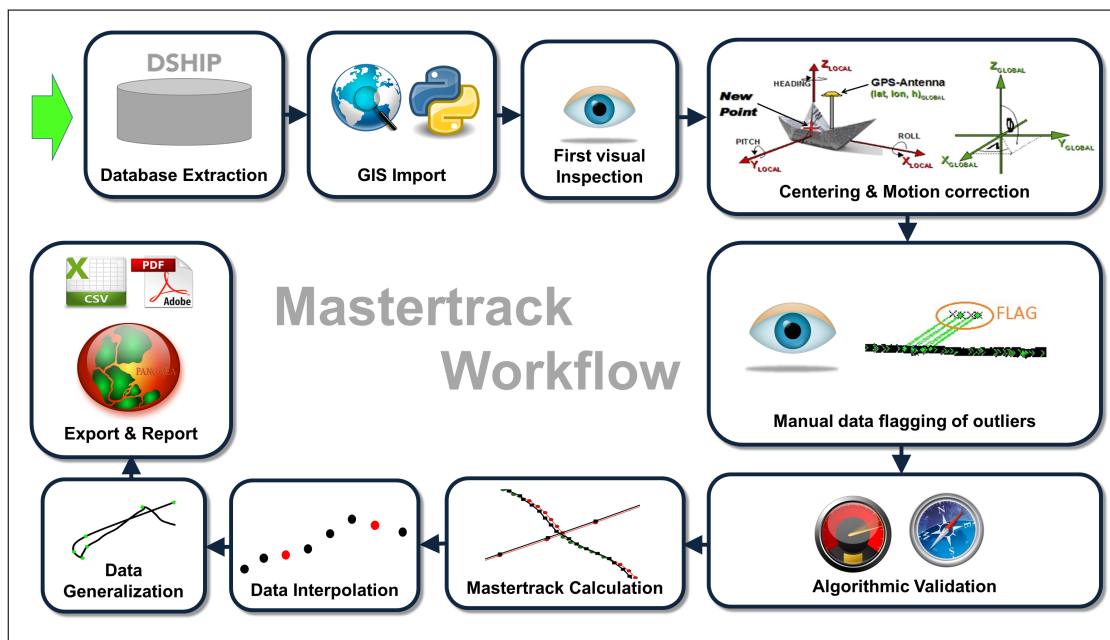 DSHIP
Database Extraction
GIS Import
First visual
Inspection
Z LOCAL
HEADING
GPS-Antenna
(lat, lon, h)GLOBAL
New
Point
PITCH
Y LOCAL
ROLL
X LOCAL
Z GLOBAL
Y GLOBAL
X GLOBAL
Centering & Motion correction
FLAG
Manual data flagging of outliers
Mastertrack
Workflow
X
CSV
PDF
Adobe
PANGAEA
Export & Report
Data
Generalization
Data Interpolation
Mastertrack Calculation
N
E
S
Algorithmic Validation